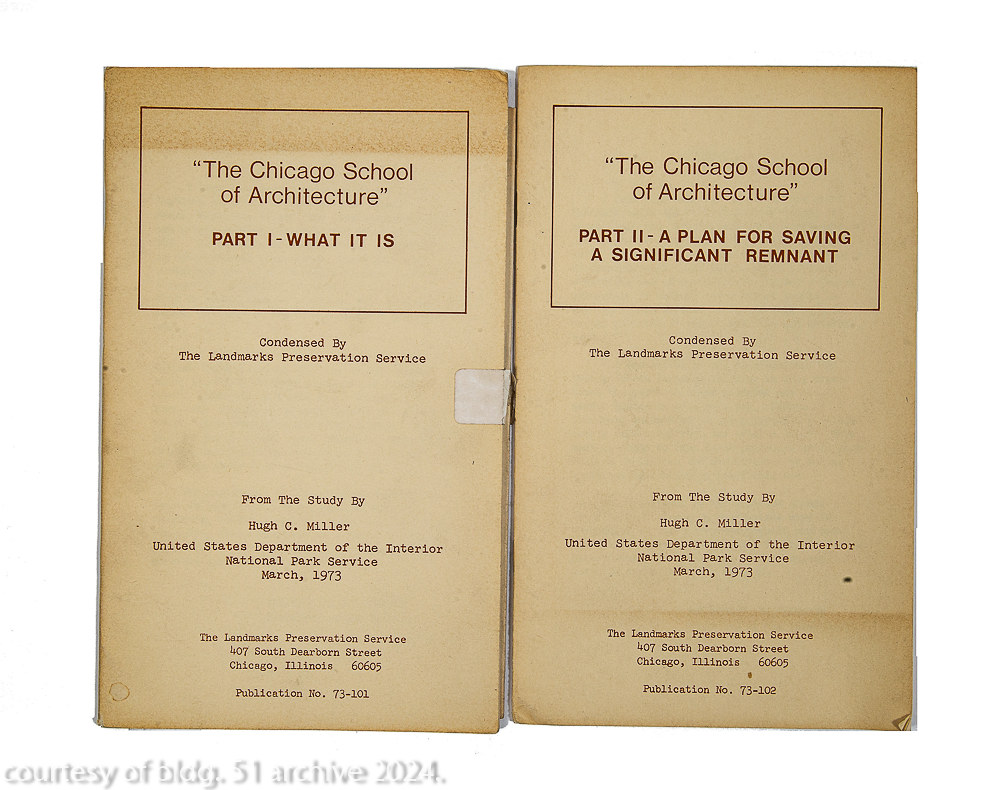 “The Chicago School
of Architecture”
PART I - WHAT IT IS
Condensed By
The Landmarks Preservation Service
From The Study By
Hugh C. Miller
United States Department of the Interior
National Park Service
March, 1973
The Landmarks Preservation Service
407 South Dearborn Street
Chicago, Illinois 60605
Publication No. 73-101
“The Chicago School
of Architecture”
PART II - A PLAN FOR SAVING
A SIGNIFICANT REMNANT
Condensed By
The Landmarks Preservation Service
From The Study By
Hugh C. Miller
United States Department of the Interior
National Park Service
March, 1973
The Landmarks Preservation Service
407 South Dearborn Street
Chicago, Illinois 60605
Publication No. 73-102
courtesy of bldg. 51 archive 2024.